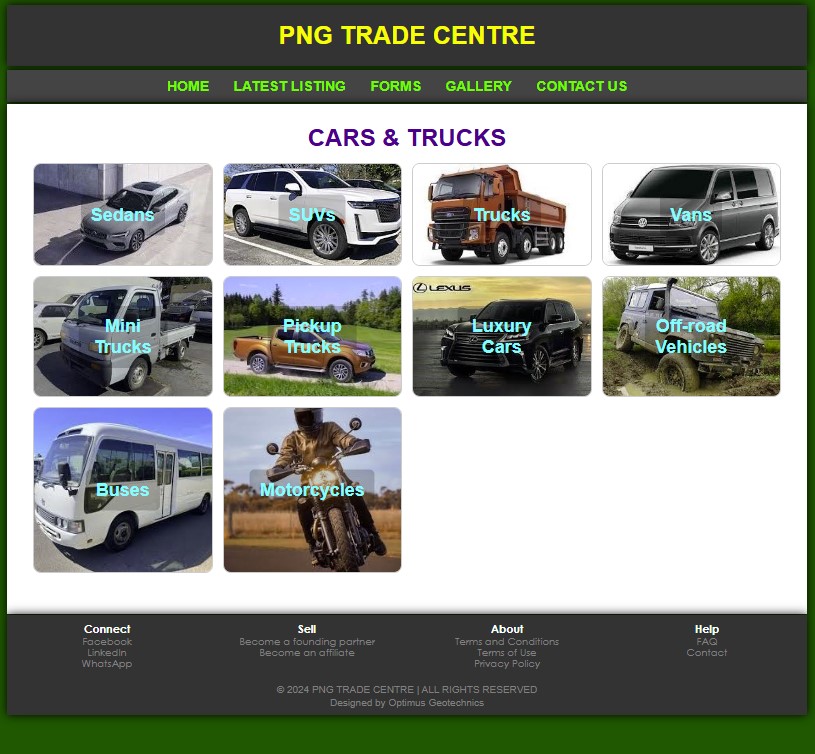 PNG TRADE CENTRE
HOME LATEST LISTING FORMS GALLERY CONTACT US
CARS & TRUCKS
Sedans SUVs Trucks Vans
Mini
Trucks
Pickup
Trucks
LEXUS
Luxury
Cars
Off-road
Vehicles
Buses Motorcycles
Connect Sell About Help
Facebook Become a founding partner Terms and Conditions FAQ
LinkedIn Become an affiliate Terms of Use Contact
WhatsApp Privacy Policy
© 2024 PNG TRADE CENTRE | ALL RIGHTS RESERVED
Designed by Optimus Geotechnics